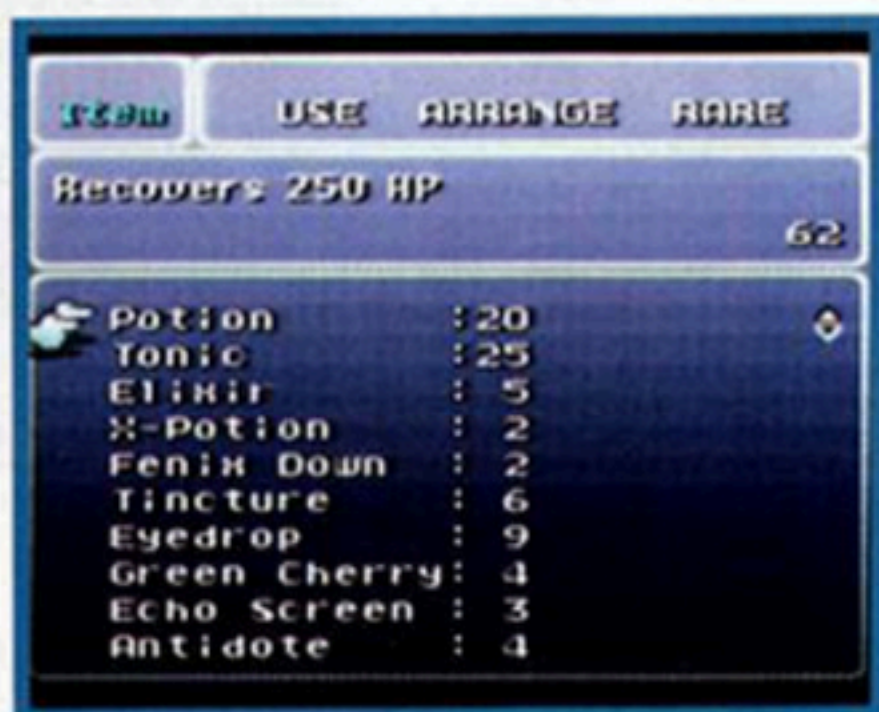 Item USE ARRANGE RARE
Recovers 250 HP
62
Potion :20
Tonic :25
Elixir : 5
X-Potion : 2
Fenix Down : 2
Tincture : 6
Eyedrop : 9
Green Cherry: 4
Echo Screen : 3
Antidote : 4